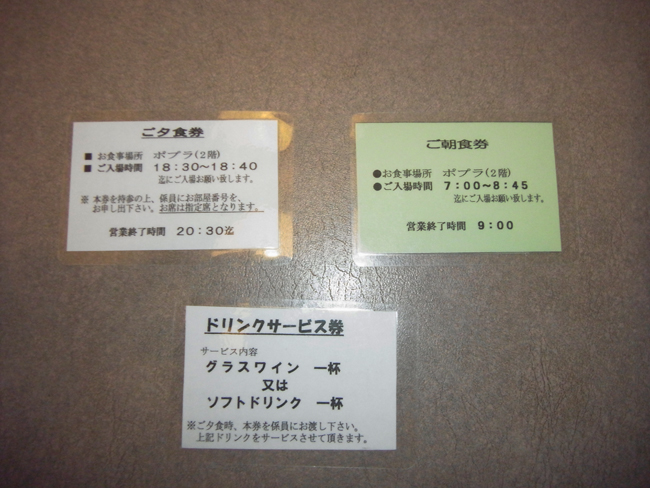 ご夕食券
■ お食事場所 ポプラ(2階)
■ ご入場時間 18:30～18:40
迄にご入場お願い致します。
※ 本券を持参の上、係員にお部屋番号を、
お申し出下さい。お席は指定席となります。
営業終了時間 20:30迄
ご朝食券
●お食事場所 ポプラ(2階)
●ご入場時間 7:00～8:45
迄にご入場お願い致します。
営業終了時間 9:00
ドリンクサービス券
サービス内容
グラスワイン 一杯
又は
ソフトドリンク 一杯
※ご夕食時、本券を係員にお渡し下さい。
上記ドリンクをサービスさせて頂きます。